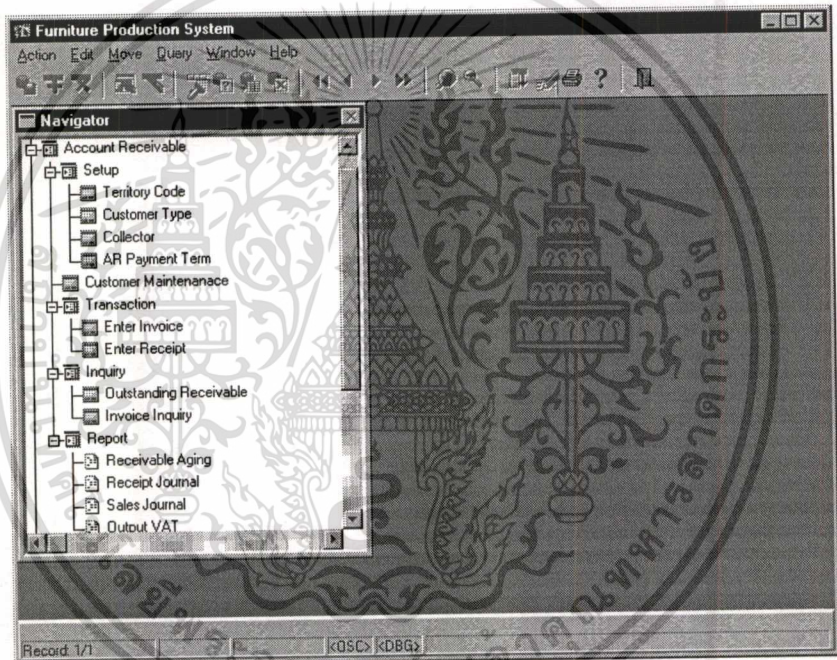 Furniture Production System
Action Edit Move Query Window Help
Navigator
Account Receivable
Setup
Territory Code
Customer Type
Collector
AR Payment Term
Customer Maintenanace
Transaction
Enter Invoice
Enter Receipt
Inquiry
Outstanding Receivable
Invoice Inquiry
Report
Receivable Aging
Receipt Journal
Sales Journal
Output VAT
Record: 1/1 <OSC> <DBG>